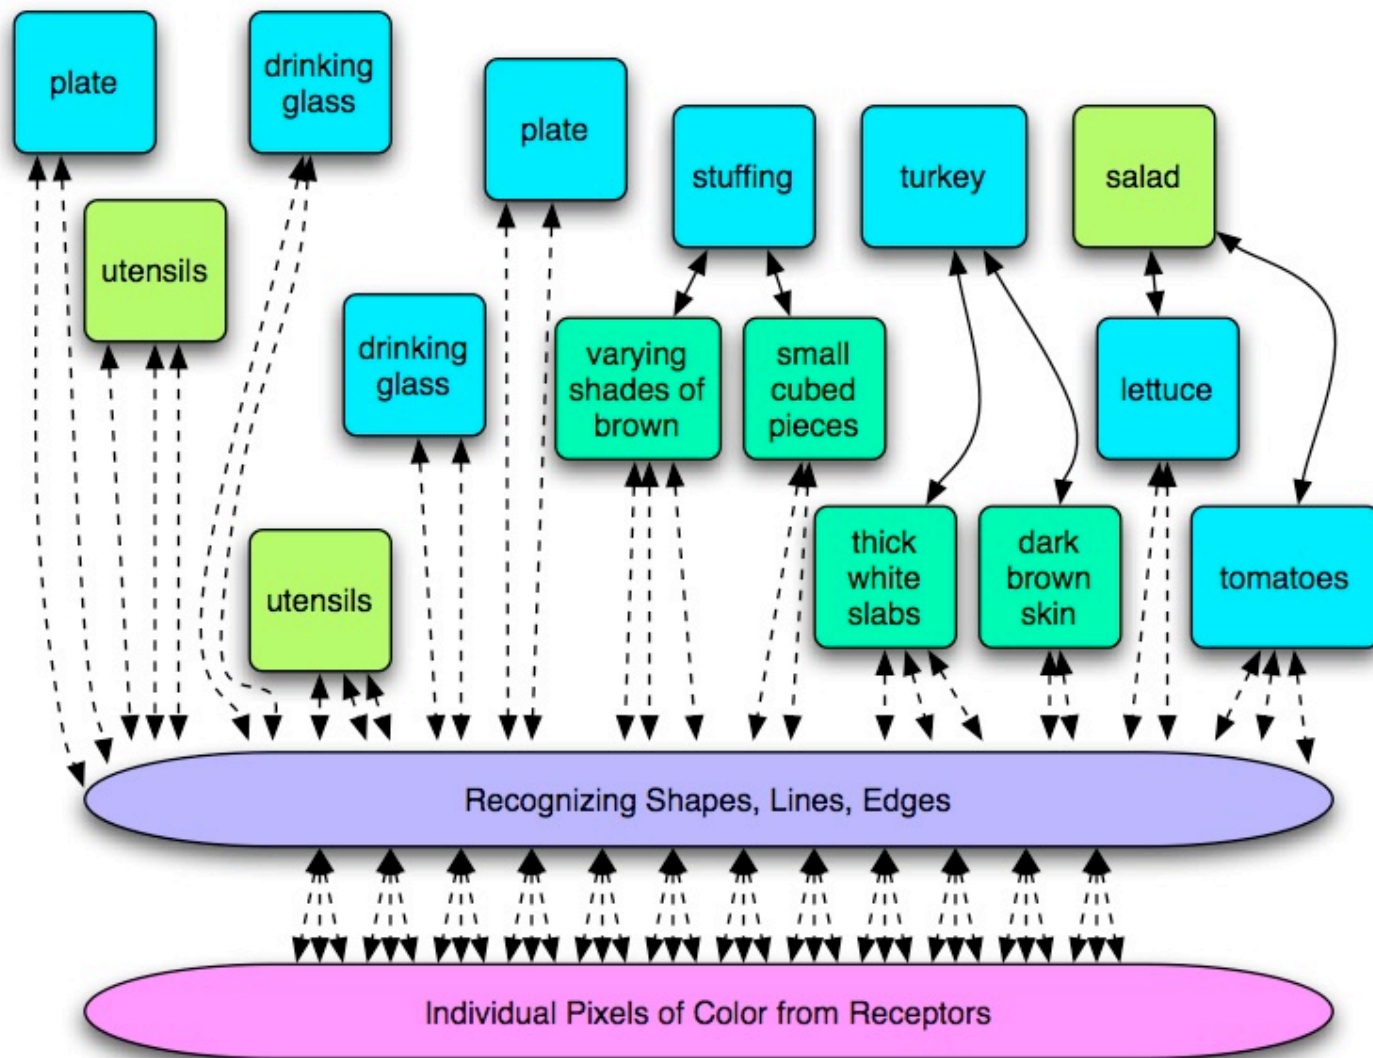 plate
drinking
glass
plate
stuffing
turkey
salad
utensils
drinking
glass
varying
shades of
brown
small
cubed
pieces
lettuce
utensils
thick
white
slabs
dark
brown
skin
tomatoes
Recognizing Shapes, Lines, Edges
Individual Pixels of Color from Receptors